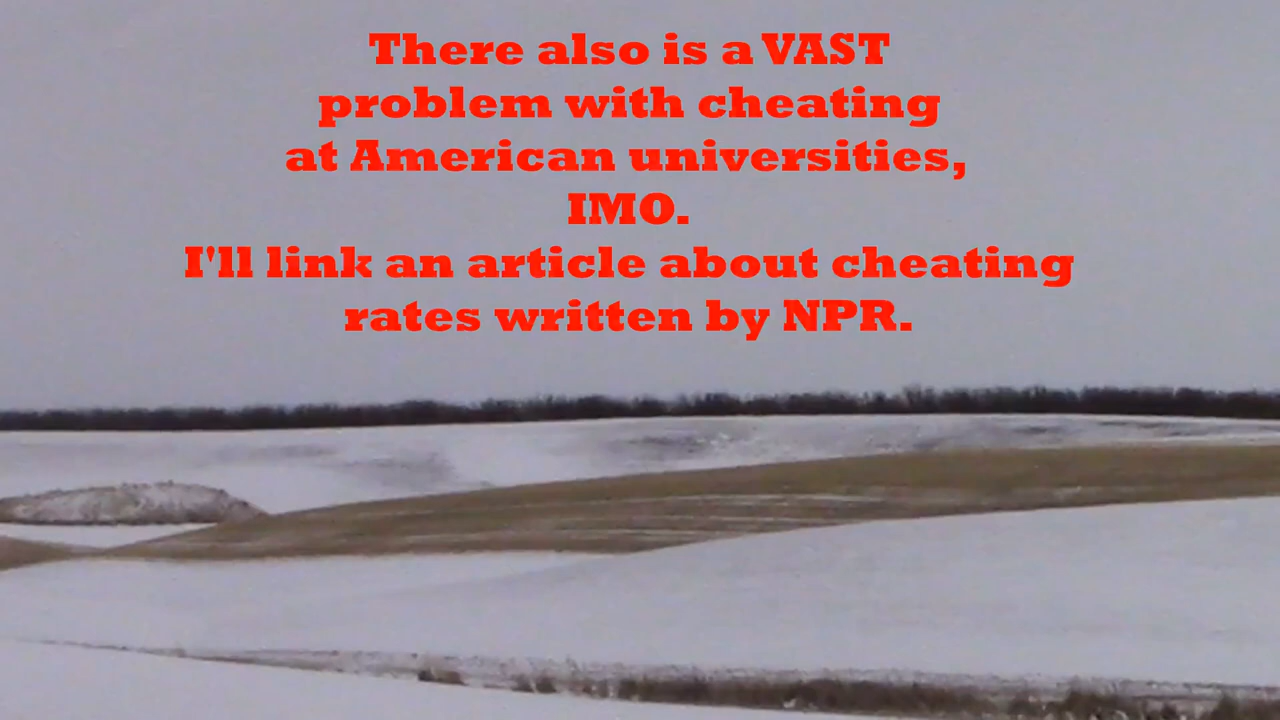 There also is a VAST
problem with cheating
at American universities,
IMO.
I'll link an article about cheating
rates written by NPR.